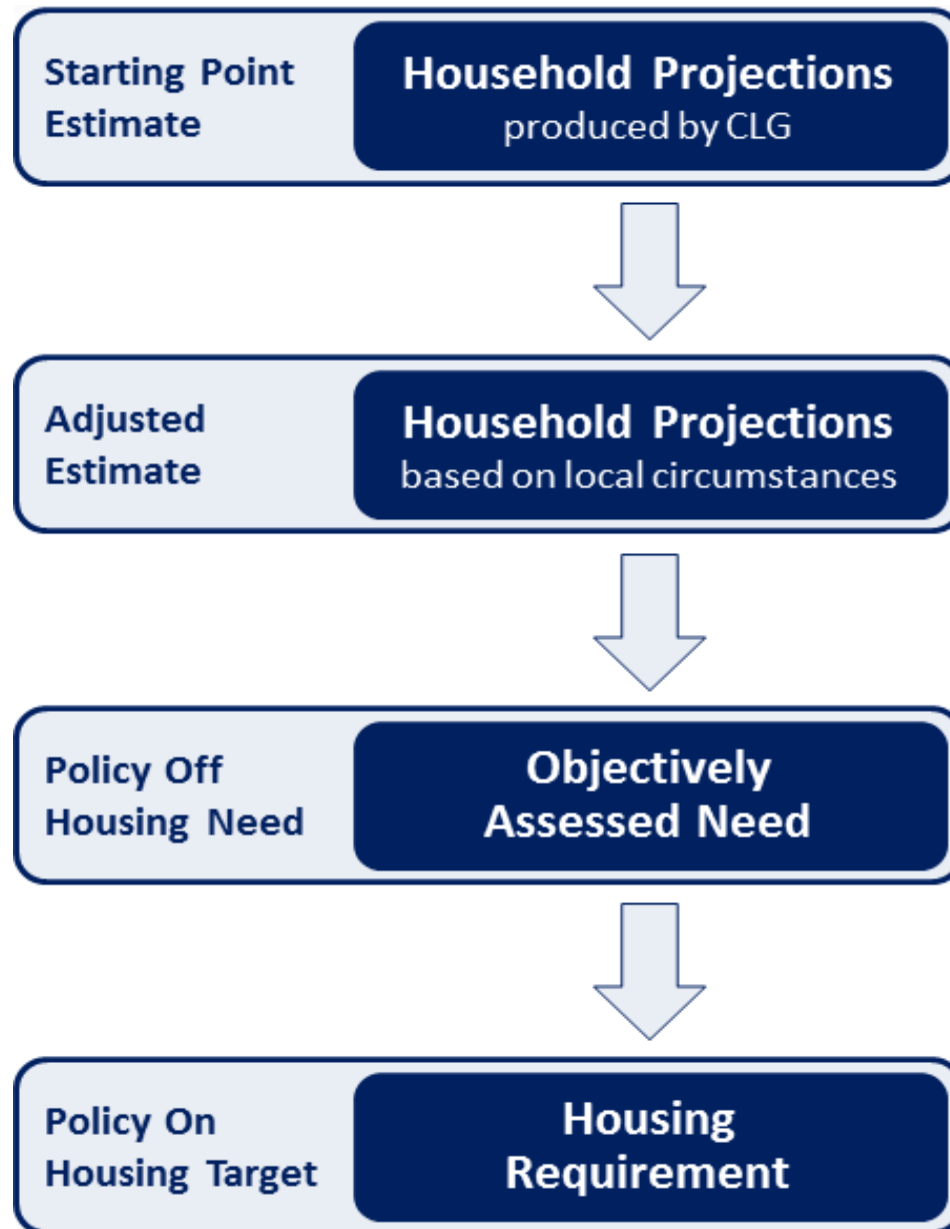 Starting Point
Estimate
Household Projections
produced by CLG
Adjusted
Estimate
Household Projections
based on local circumstances
Policy Off
Housing Need
Objectively
Assessed Need
Policy On
Housing Target
Housing
Requirement